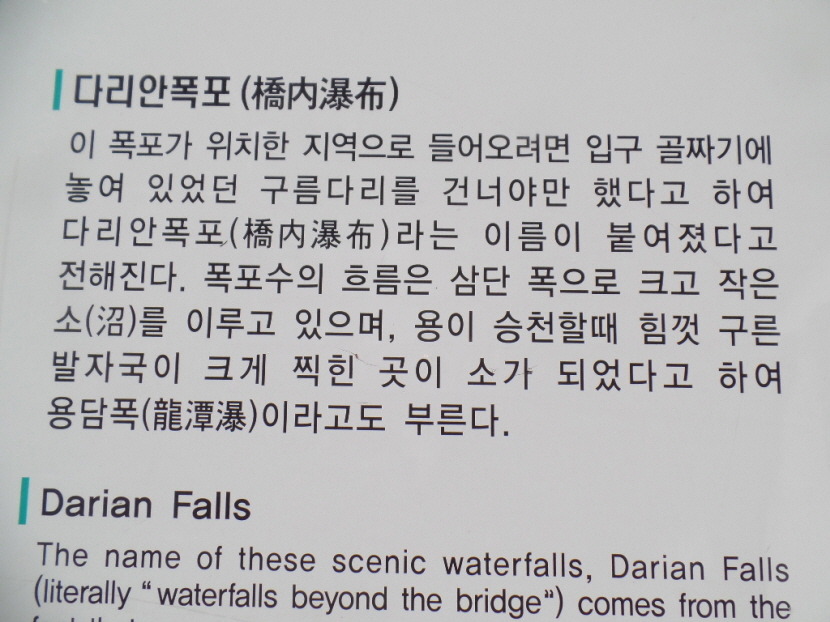 다리안폭포(橋內瀑布)
이 폭포가 위치한 지역으로 들어오려면 입구 골짜기에
놓여 있었던 구름다리를 건너야만 했다고 하여
다리안폭포(橋內瀑布)라는 이름이 붙여졌다고
전해진다. 폭포수의 흐름은 삼단 폭으로 크고 작은
소(沼)를 이루고 있으며, 용이 승천할때 힘껏 구른
발자국이 크게 찍힌 곳이 소가 되었다고 하여
용담폭(龍潭瀑)이라고도 부른다.
Darian Falls
The name of these scenic waterfalls, Darian Falls
(literally “waterfalls beyond the bridge”) comes from the